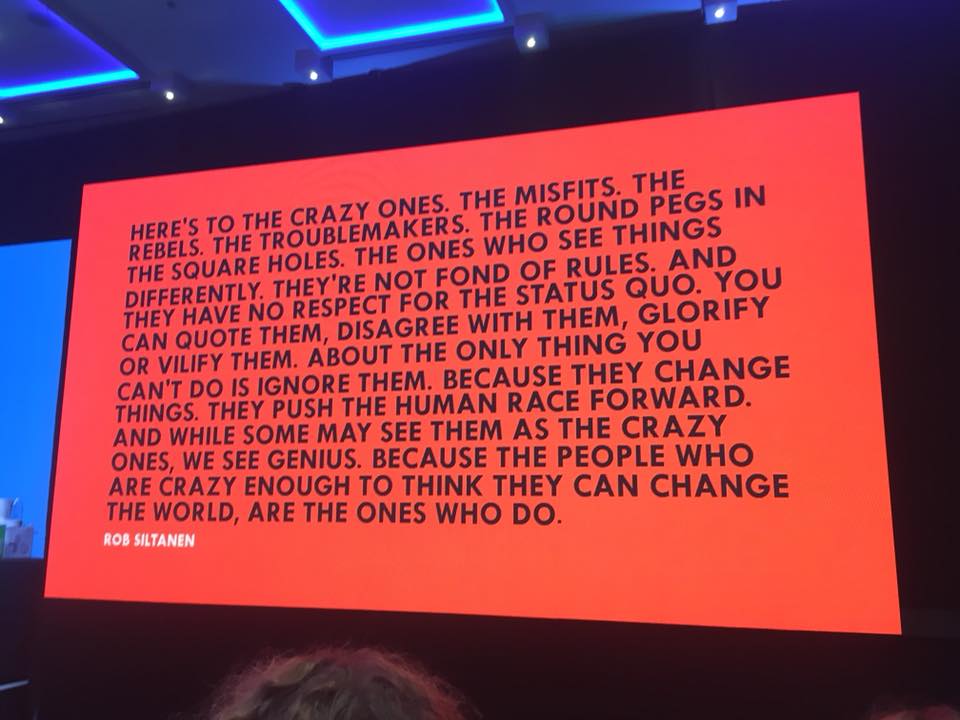 HERE'S TO THE CRAZY ONES. THE MISFITS. THE
REBELS. THE TROUBLEMAKERS. THE ROUND PEGS IN
THE SQUARE HOLES. THE ONES WHO SEE THINGS
DIFFERENTLY. THEY'RE NOT FOND OF RULES. AND
THEY HAVE NO RESPECT FOR THE STATUS QUO. YOU
CAN QUOTE THEM, DISAGREE WITH THEM, GLORIFY
OR VILIFY THEM. ABOUT THE ONLY THING YOU
CAN'T DO IS IGNORE THEM. BECAUSE THEY CHANGE
THINGS. THEY PUSH THE HUMAN RACE FORWARD.
AND WHILE SOME MAY SEE THEM AS THE CRAZY
ONES, WE SEE GENIUS. BECAUSE THE PEOPLE WHO
ARE CRAZY ENOUGH TO THINK THEY CAN CHANGE
THE WORLD, ARE THE ONES WHO DO.
ROB SILTANEN